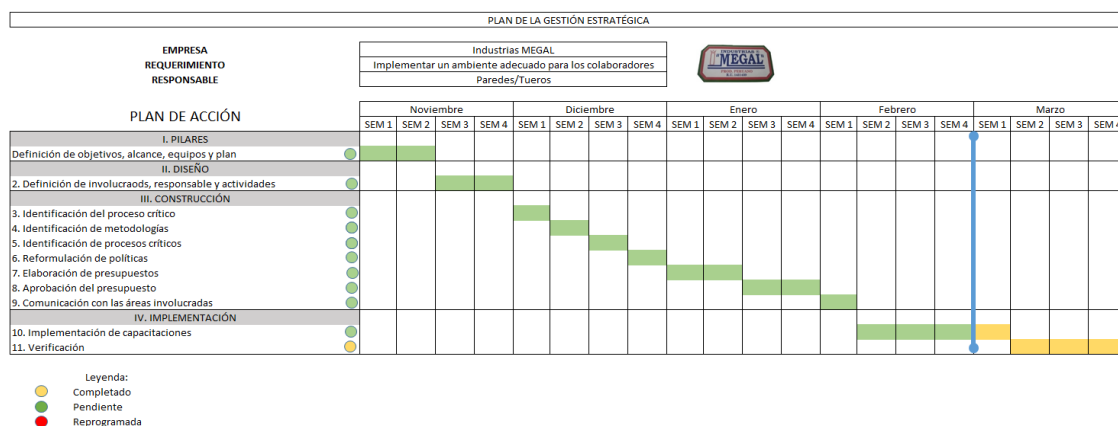 PLAN DE LA GESTIÓN ESTRATÉGICA
EMPRESA Industrias MEGAL
REQUERIMIENTO Implementar un ambiente adecuado para los colaboradores
RESPONSABLE Paredes/Tueros
INDUSTRIAS
"MEGAL"
PLAN DE ACCIÓN
Noviembre Diciembre Enero Febrero Marzo
SEM 1 SEM 2 SEM 3 SEM 4 SEM 1 SEM 2 SEM 3 SEM 4 SEM 1 SEM 2 SEM 3 SEM 4 SEM 1 SEM 2 SEM 3 SEM 4 SEM 1 SEM 2 SEM 3 SEM 4
I. PILARES
Definición de objetivos, alcance, equipos y plan
II. DISEÑO
2. Definición de involucraods, responsable y actividades
III. CONSTRUCCIÓN
3. Identificación del proceso crítico
4. Identificación de metodologías
5. Identificación de procesos críticos
6. Reformulación de políticas
7. Elaboración de presupuestos
8. Aprobación del presupuesto
9. Comunicación con las áreas involucradas
IV. IMPLEMENTACIÓN
10. Implementación de capacitaciones
11. Verificación
Leyenda:
Completado
Pendiente
Reprogramada